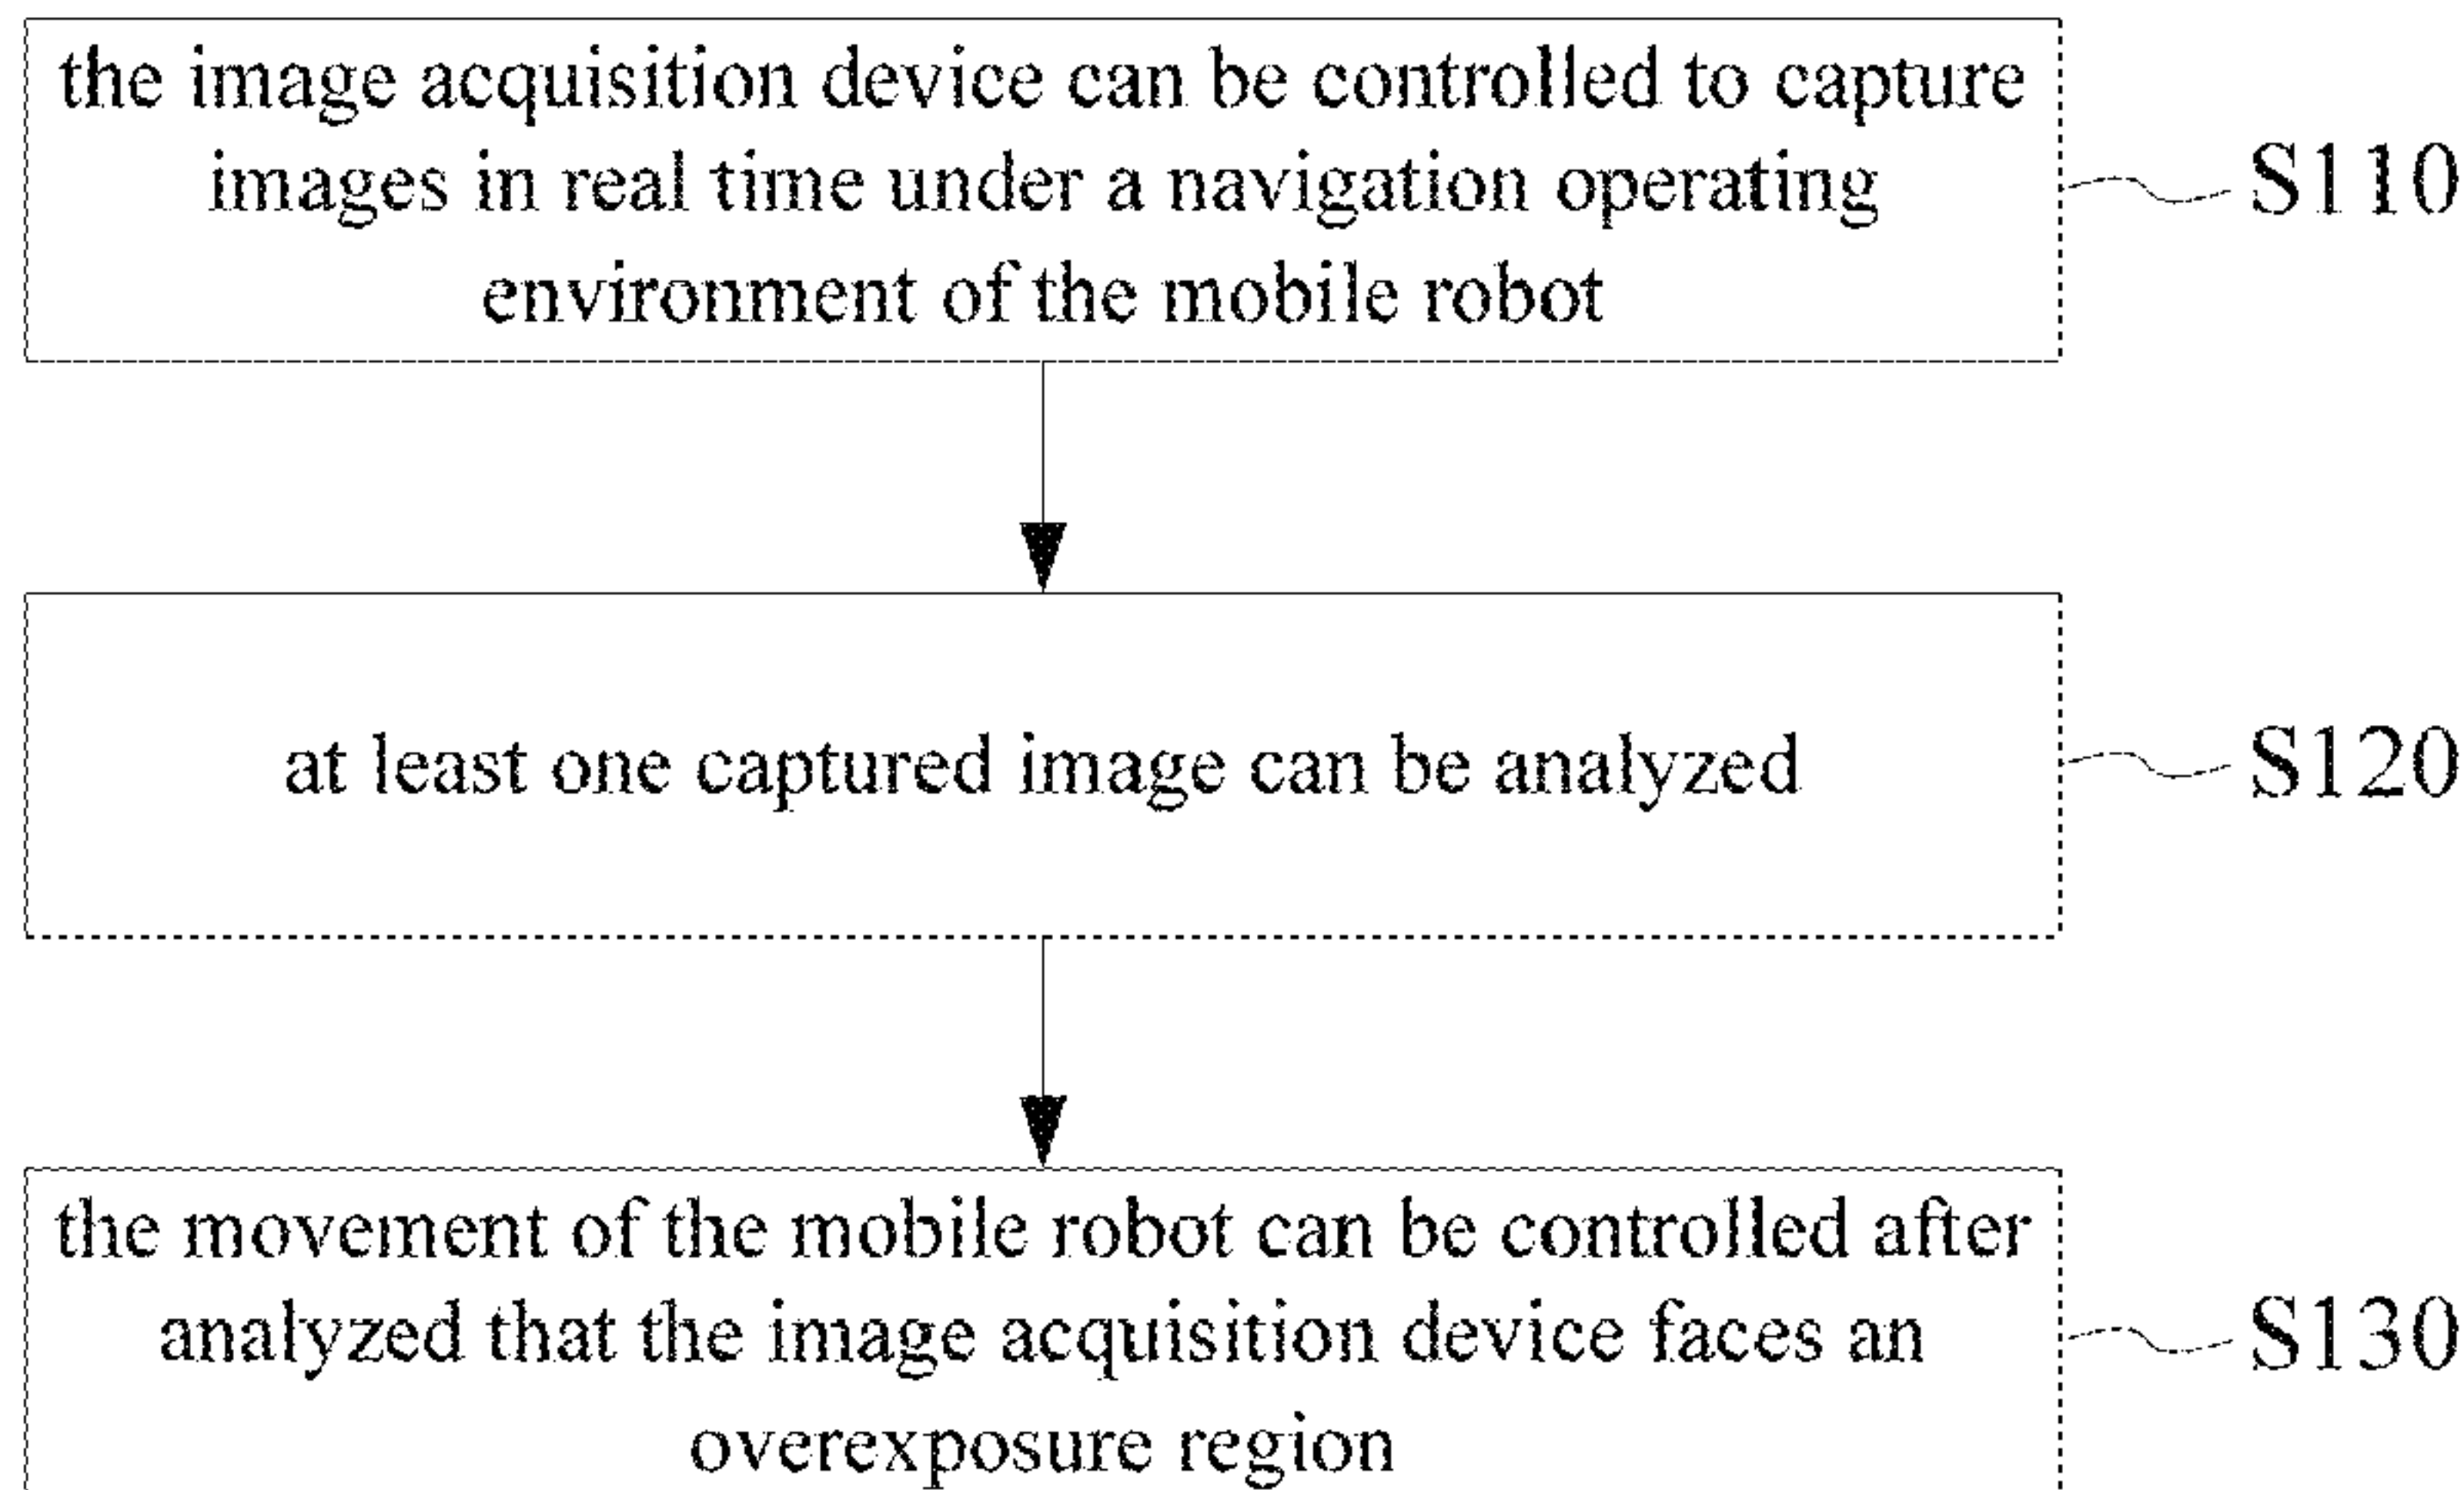 the image acquisition device can be controlled to capture
images in real time under a navigation operating
environment of the mobile robot
S110
at least one captured image can be analyzed
S120
the movement of the mobile robot can be controlled after
analyzed that the image acquisition device faces an
overexposure region
S130